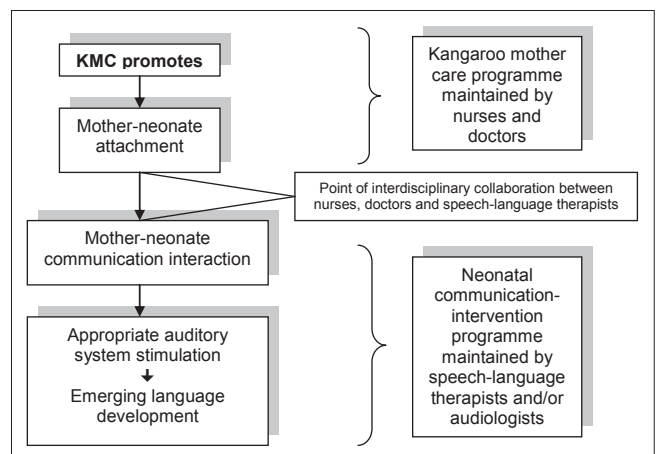 KMC promotes
Mother-neonate
attachment
Kangaroo mother
care programme
maintained by
nurses and
doctors
Point of interdisciplinary collaboration between
nurses, doctors and speech-language therapists
Mother-neonate
communication interaction
Appropriate auditory
system stimulation
Emerging language
development
Neonatal
communication-
intervention
programme
maintained by
speech-language
therapists and/or
audiologists